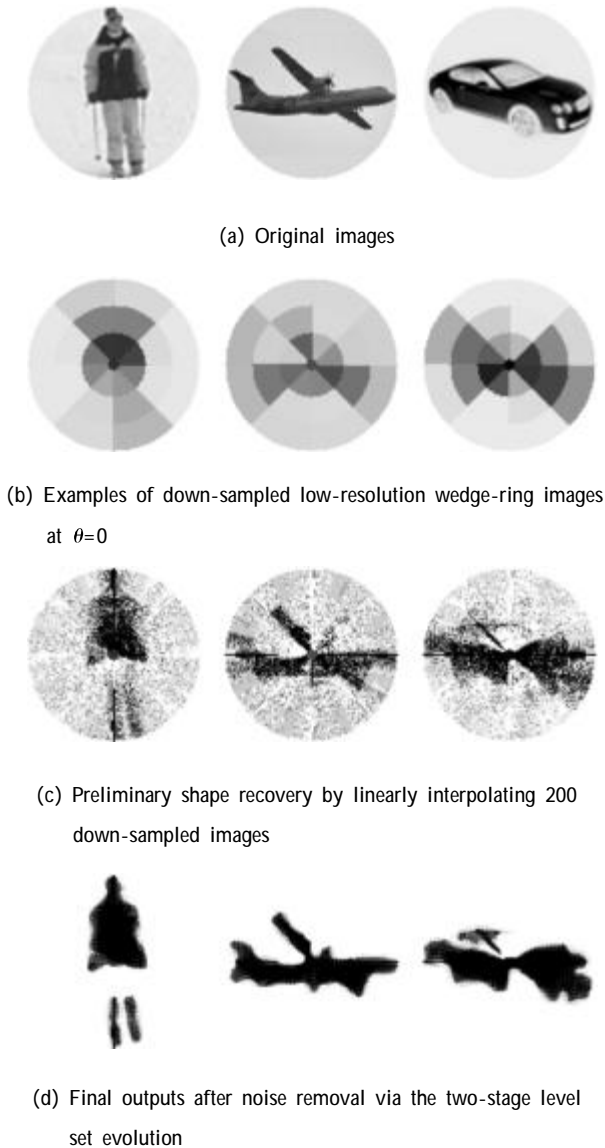 (a) Original images
(b) Examples of down-sampled low-resolution wedge-ring images
at θ=0
(c) Preliminary shape recovery by linearly interpolating 200
down-sampled images
(d) Final outputs after noise removal via the two-stage level
set evolution